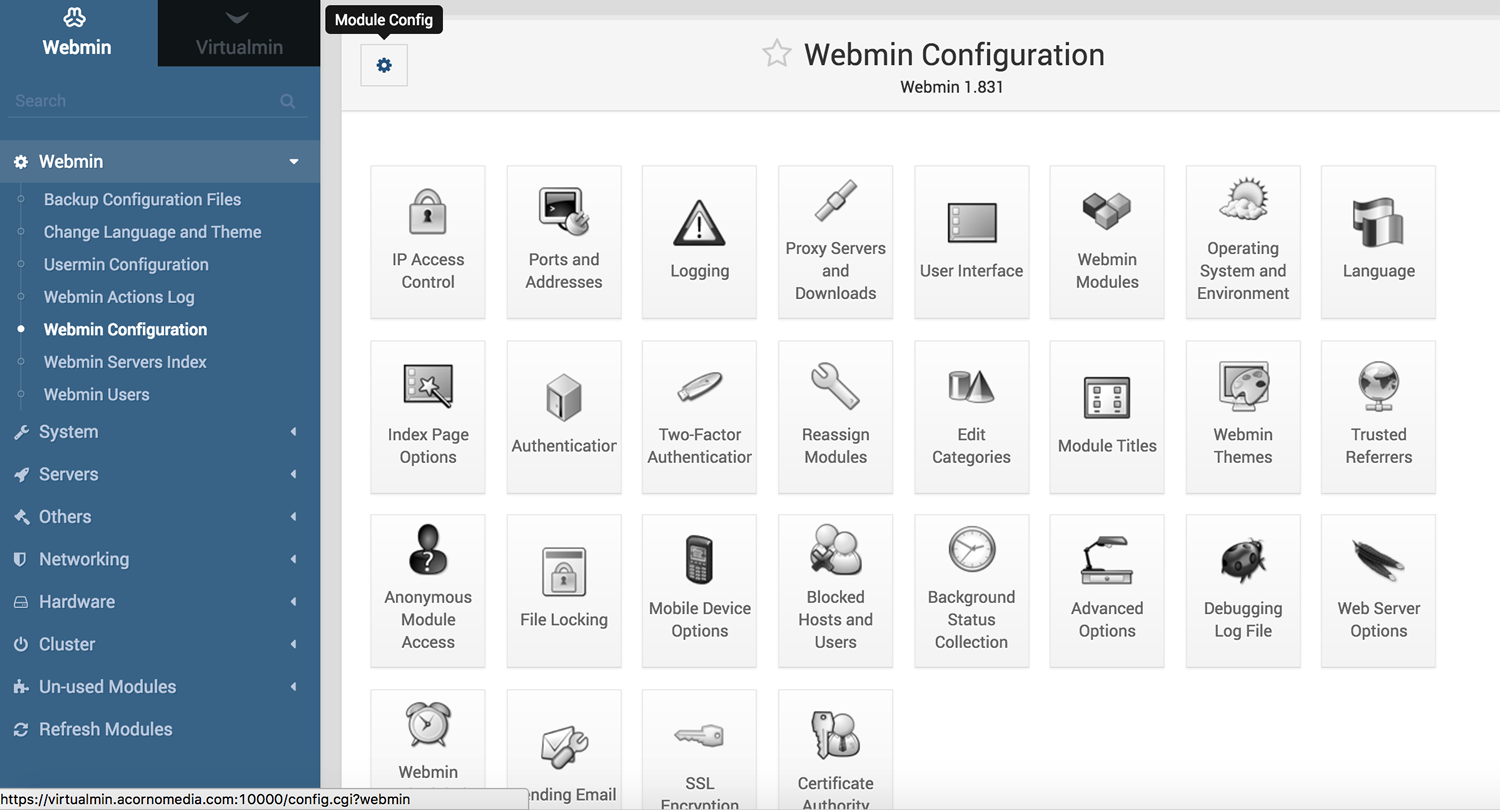 Webmin
Virtualmin
Module Config
Search
Webmin Configuration
Webmin 1.831
Webmin
Backup Configuration Files
Change Language and Theme
Usermin Configuration
Webmin Actions Log
Webmin Configuration
Webmin Servers Index
Webmin Users
System
Servers
Others
Networking
Hardware
Cluster
Un-used Modules
Refresh Modules
IP Access
Control
Ports and
Addresses
Logging
Proxy Servers
and
Downloads
User Interface
Webmin
Modules
Operating
System and
Environment
Language
Index Page
Options
Authentication
Two-Factor
Authentication
Reassign
Modules
Edit
Categories
Module Titles
Webmin
Themes
Trusted
Referrers
Anonymous
Module
Access
File Locking
Mobile Device
Options
Blocked
Hosts and
Users
Background
Status
Collection
Advanced
Options
Debugging
Log File
Web Server
Options
Webmin
ending Email
SSL
Encryption
Certificate
Authority
https://virtualmin.acornomedia.com:10000/config.cgi?webmin